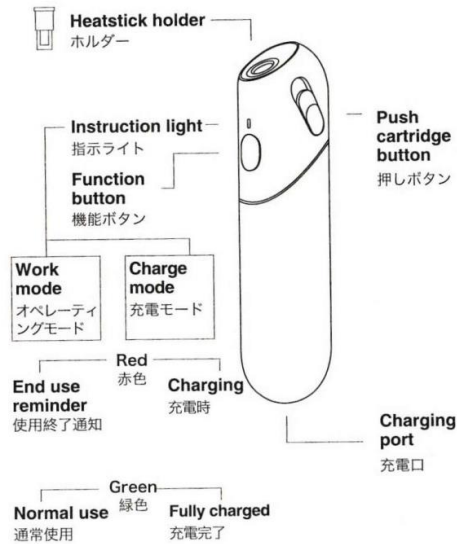 Heatstick holder
ホルダー
Instruction light
指示ライト
Function
button
機能ボタン
Push
cartridge
button
押しボタン
Work
mode
オペレーティ
ングモード
Charge
mode
充電モード
Red
赤色
End use
reminder
使用終了通知
Charging
充電時
Charging
port
充電口
Green
緑色
Normal use
通常使用
Fully charged
充電完了